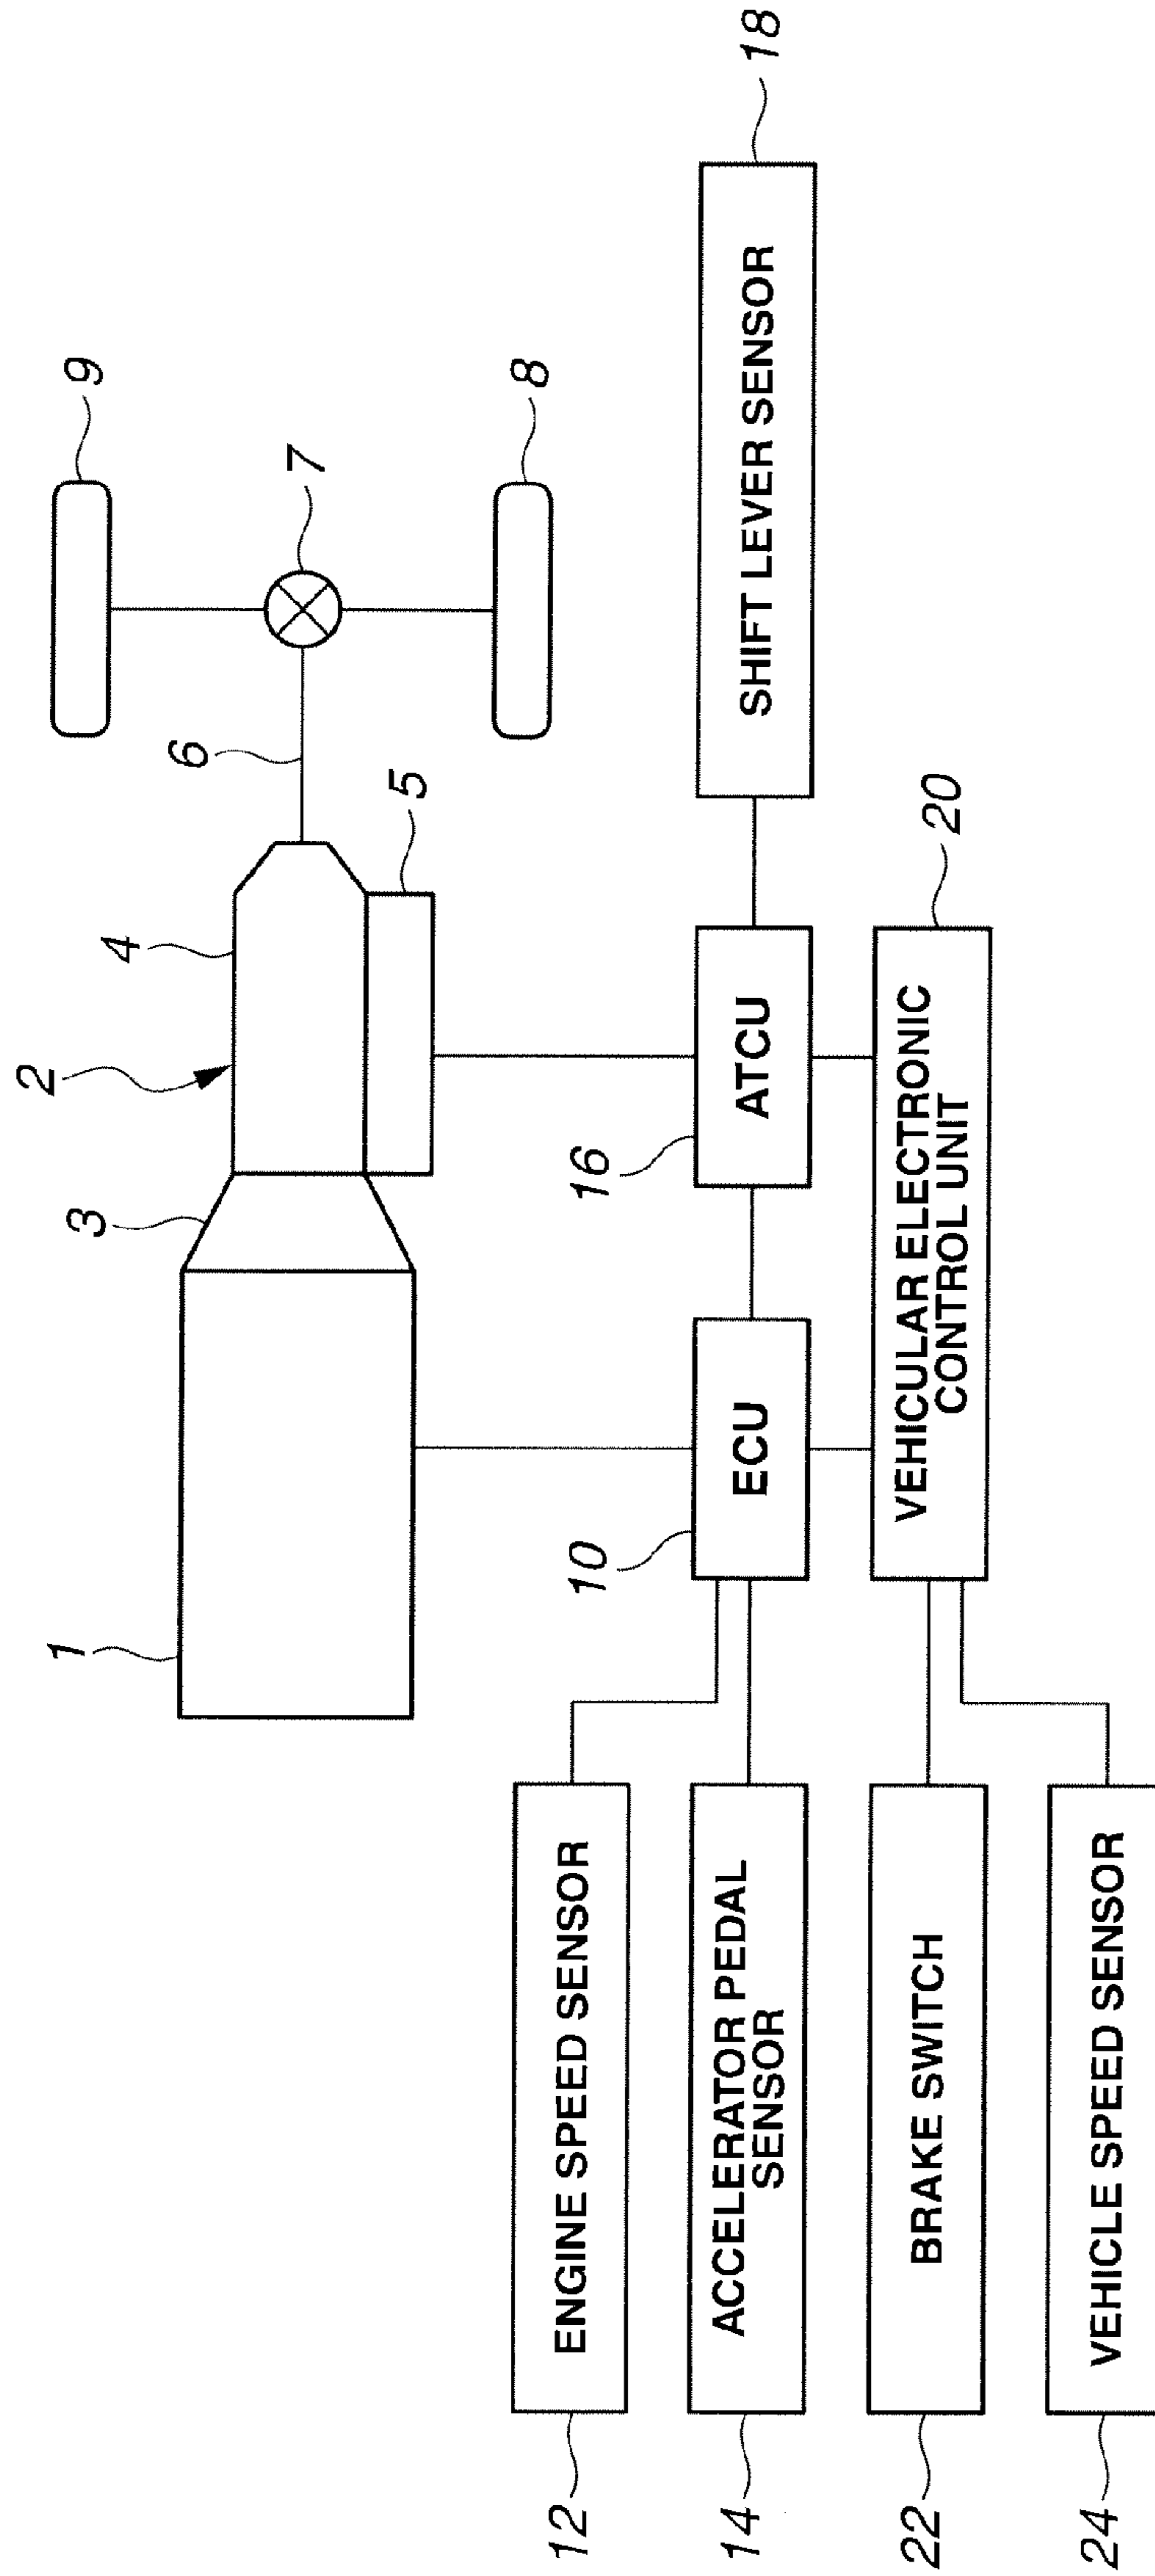 9
7
8
6
5
4
2
3
1
18
SHIFT LEVER SENSOR
16
ATCU
10
ECU
20
VEHICULAR ELECTRONIC
CONTROL UNIT
12
ENGINE SPEED SENSOR
14
ACCELERATOR PEDAL
SENSOR
22
BRAKE SWITCH
24
VEHICLE SPEED SENSOR